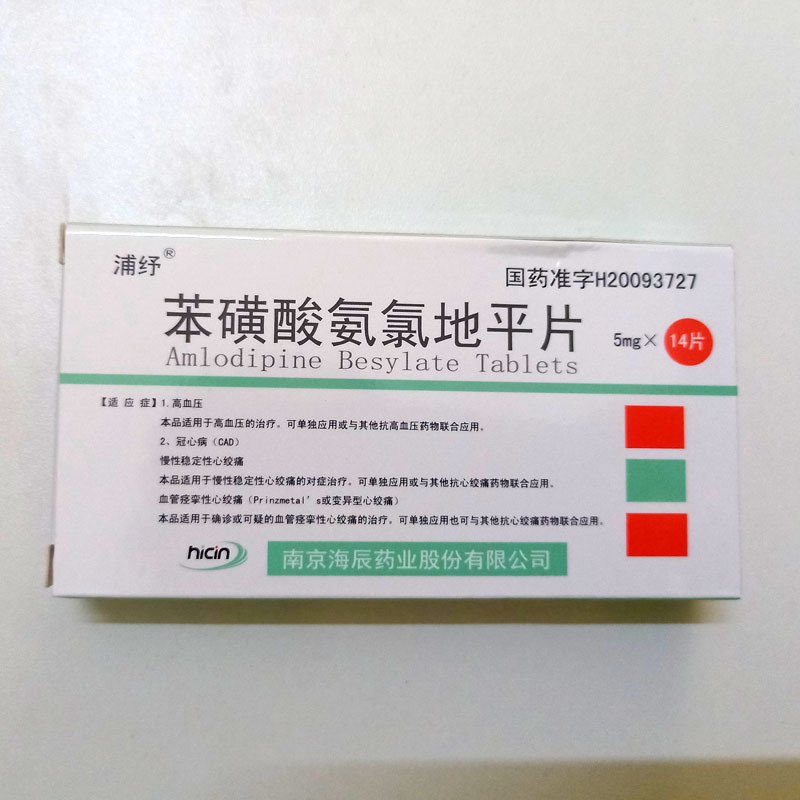 浦纾®
国药准字H20093727
苯磺酸氨氯地平片
5mg×14片
Amlodipine Besylate Tablets
【适 应 症】1.高血压
本品适用于高血压的治疗。可单独应用或与其他抗高血压药物联合应用。
2、冠心病（CAD）
慢性稳定性心绞痛
本品适用于慢性稳定性心绞痛的对症治疗。可单独应用或与其他抗心绞痛药物联合应用。
血管痉挛性心绞痛（Prinzmetal's或变异型心绞痛）
本品适用于确诊或可疑的血管痉挛性心绞痛的治疗。可单独应用也可与其他抗心绞痛药物联合应用。
hicin
南京海辰药业股份有限公司